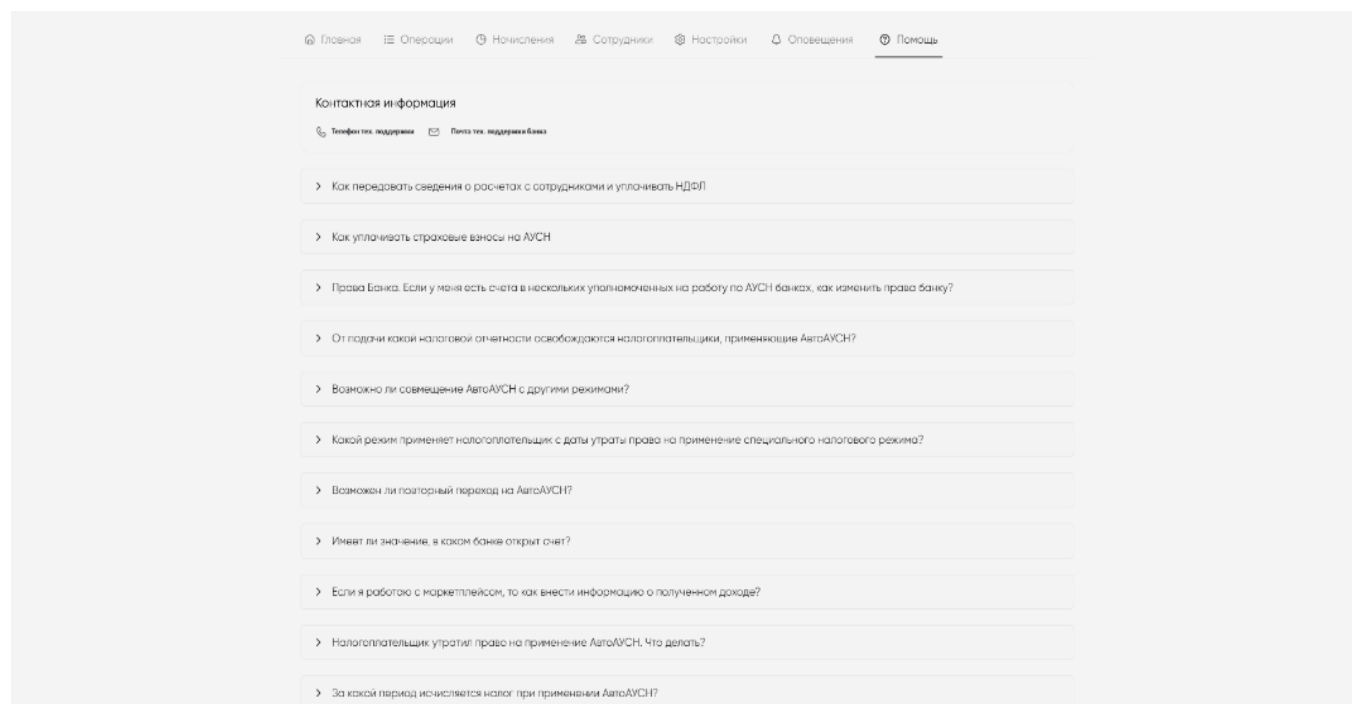 Главная Операции Начисления Сотрудники Настройки Оповещения Помощь
Контактная информация
Телефон тех. поддержки Почта тех. поддержки банка
Как передавать сведения о расчетах с сотрудниками и уплачивать НДФЛ
Как уплачивать страховые взносы на АУСН
Права Банка. Если у меня есть счета в нескольких уполномоченных на работу по АУСН банках, как изменить права банку?
От подачи какой налоговой отчетности освобождаются налогоплательщики, применяющие АвтоАУСН?
Возможно ли совмещение АвтоАУСН с другими режимами?
Какой режим применяет налогоплательщик с даты утраты права на применение специального налогового режима?
Возможен ли повторный переход на АвтоАУСН?
Имеет ли значение, в каком банке открыт счет?
Если я работаю с маркетплейсом, то как внести информацию о полученном доходе?
Налогоплательщик утратил право на применение АвтоАУСН. Что делать?
За какой период исчисляется налог при применении АвтоАУСН?